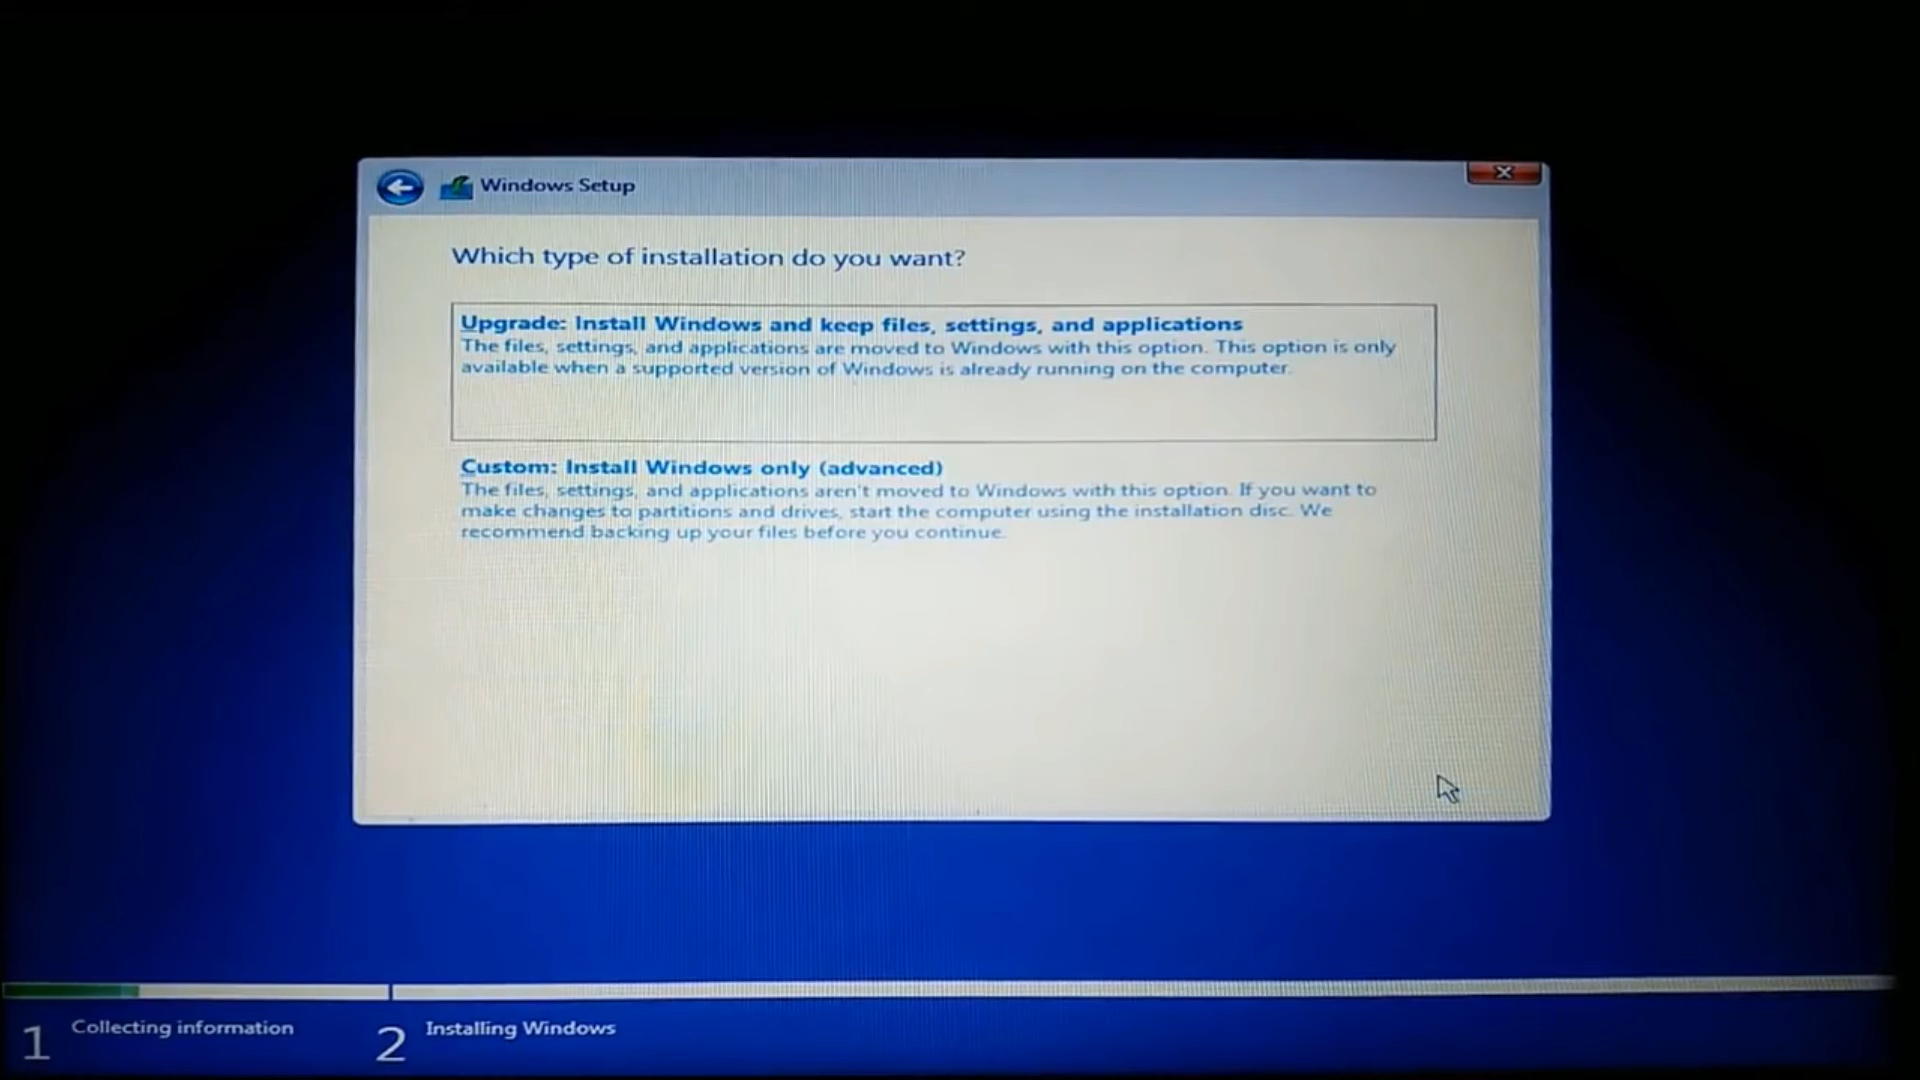 Windows Setup
Which type of installation do you want?
Upgrade: Install Windows and keep files, settings, and applications
The files, settings, and applications are moved to Windows with this option. This option is only
available when a supported version of Windows is already running on the computer.
Custom: Install Windows only (advanced)
The files, settings, and applications aren't moved to Windows with this option. If you want to
make changes to partitions and drives, start the computer using the installation disc. We
recommend backing up your files before you continue.
1 Collecting information 2 Installing Windows